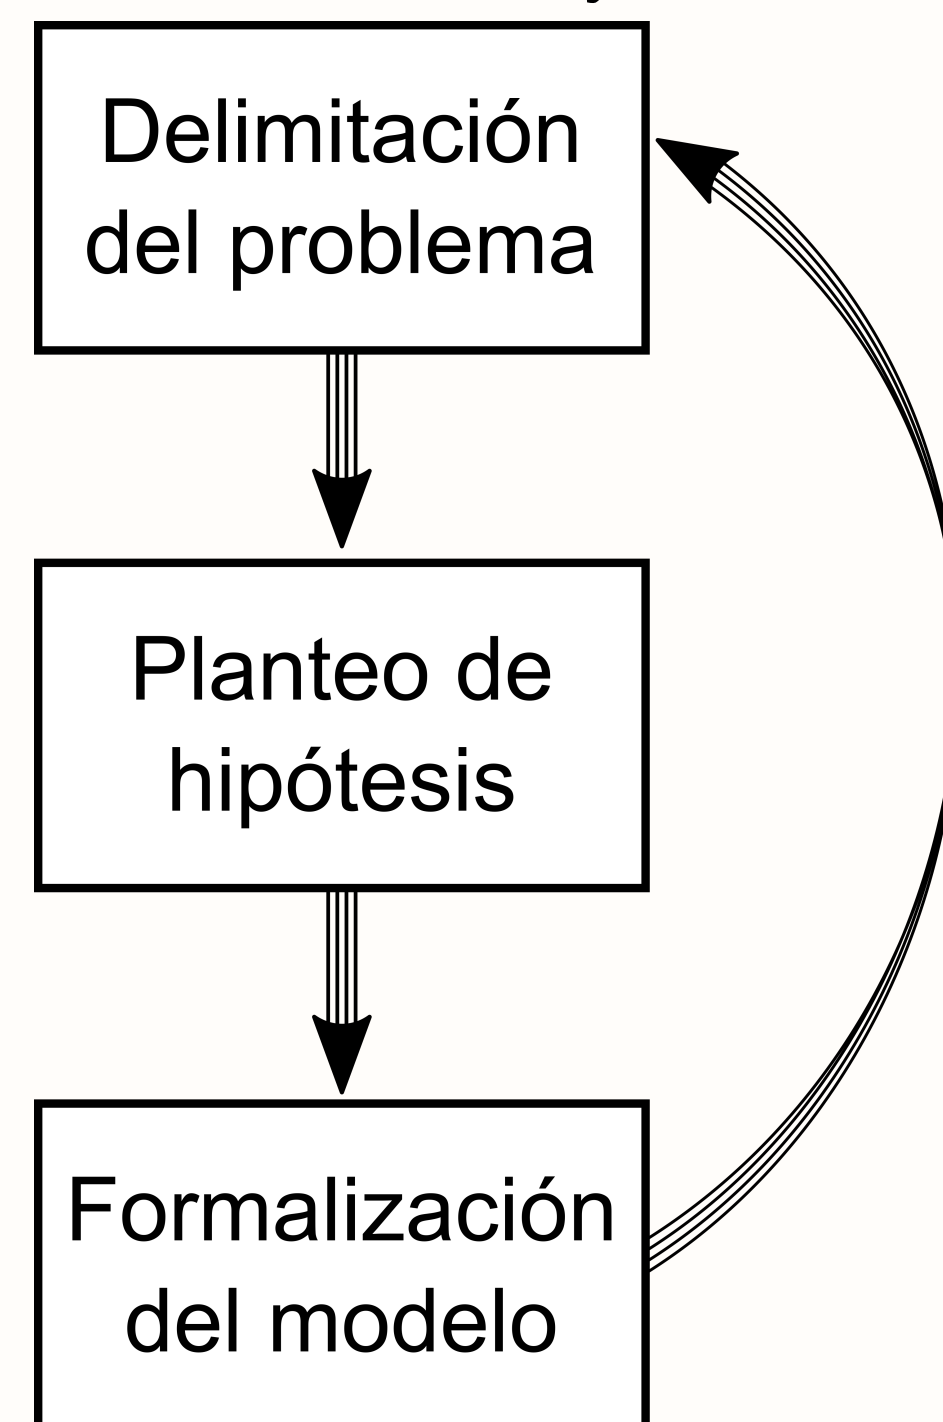 Delimitación
del problema
Planteo de
hipótesis
Formalización
del modelo